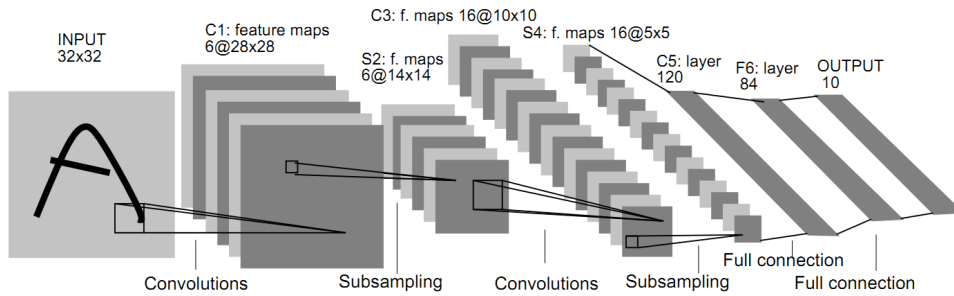 INPUT
32x32
C1: feature maps
6@28x28
S2: f. maps
6@14x14
C3: f. maps 16@10x10
S4: f. maps 16@5x5
C5: layer
120
F6: layer
84
OUTPUT
10
Convolutions
Subsampling
Convolutions
Subsampling
Full connection
Full connection